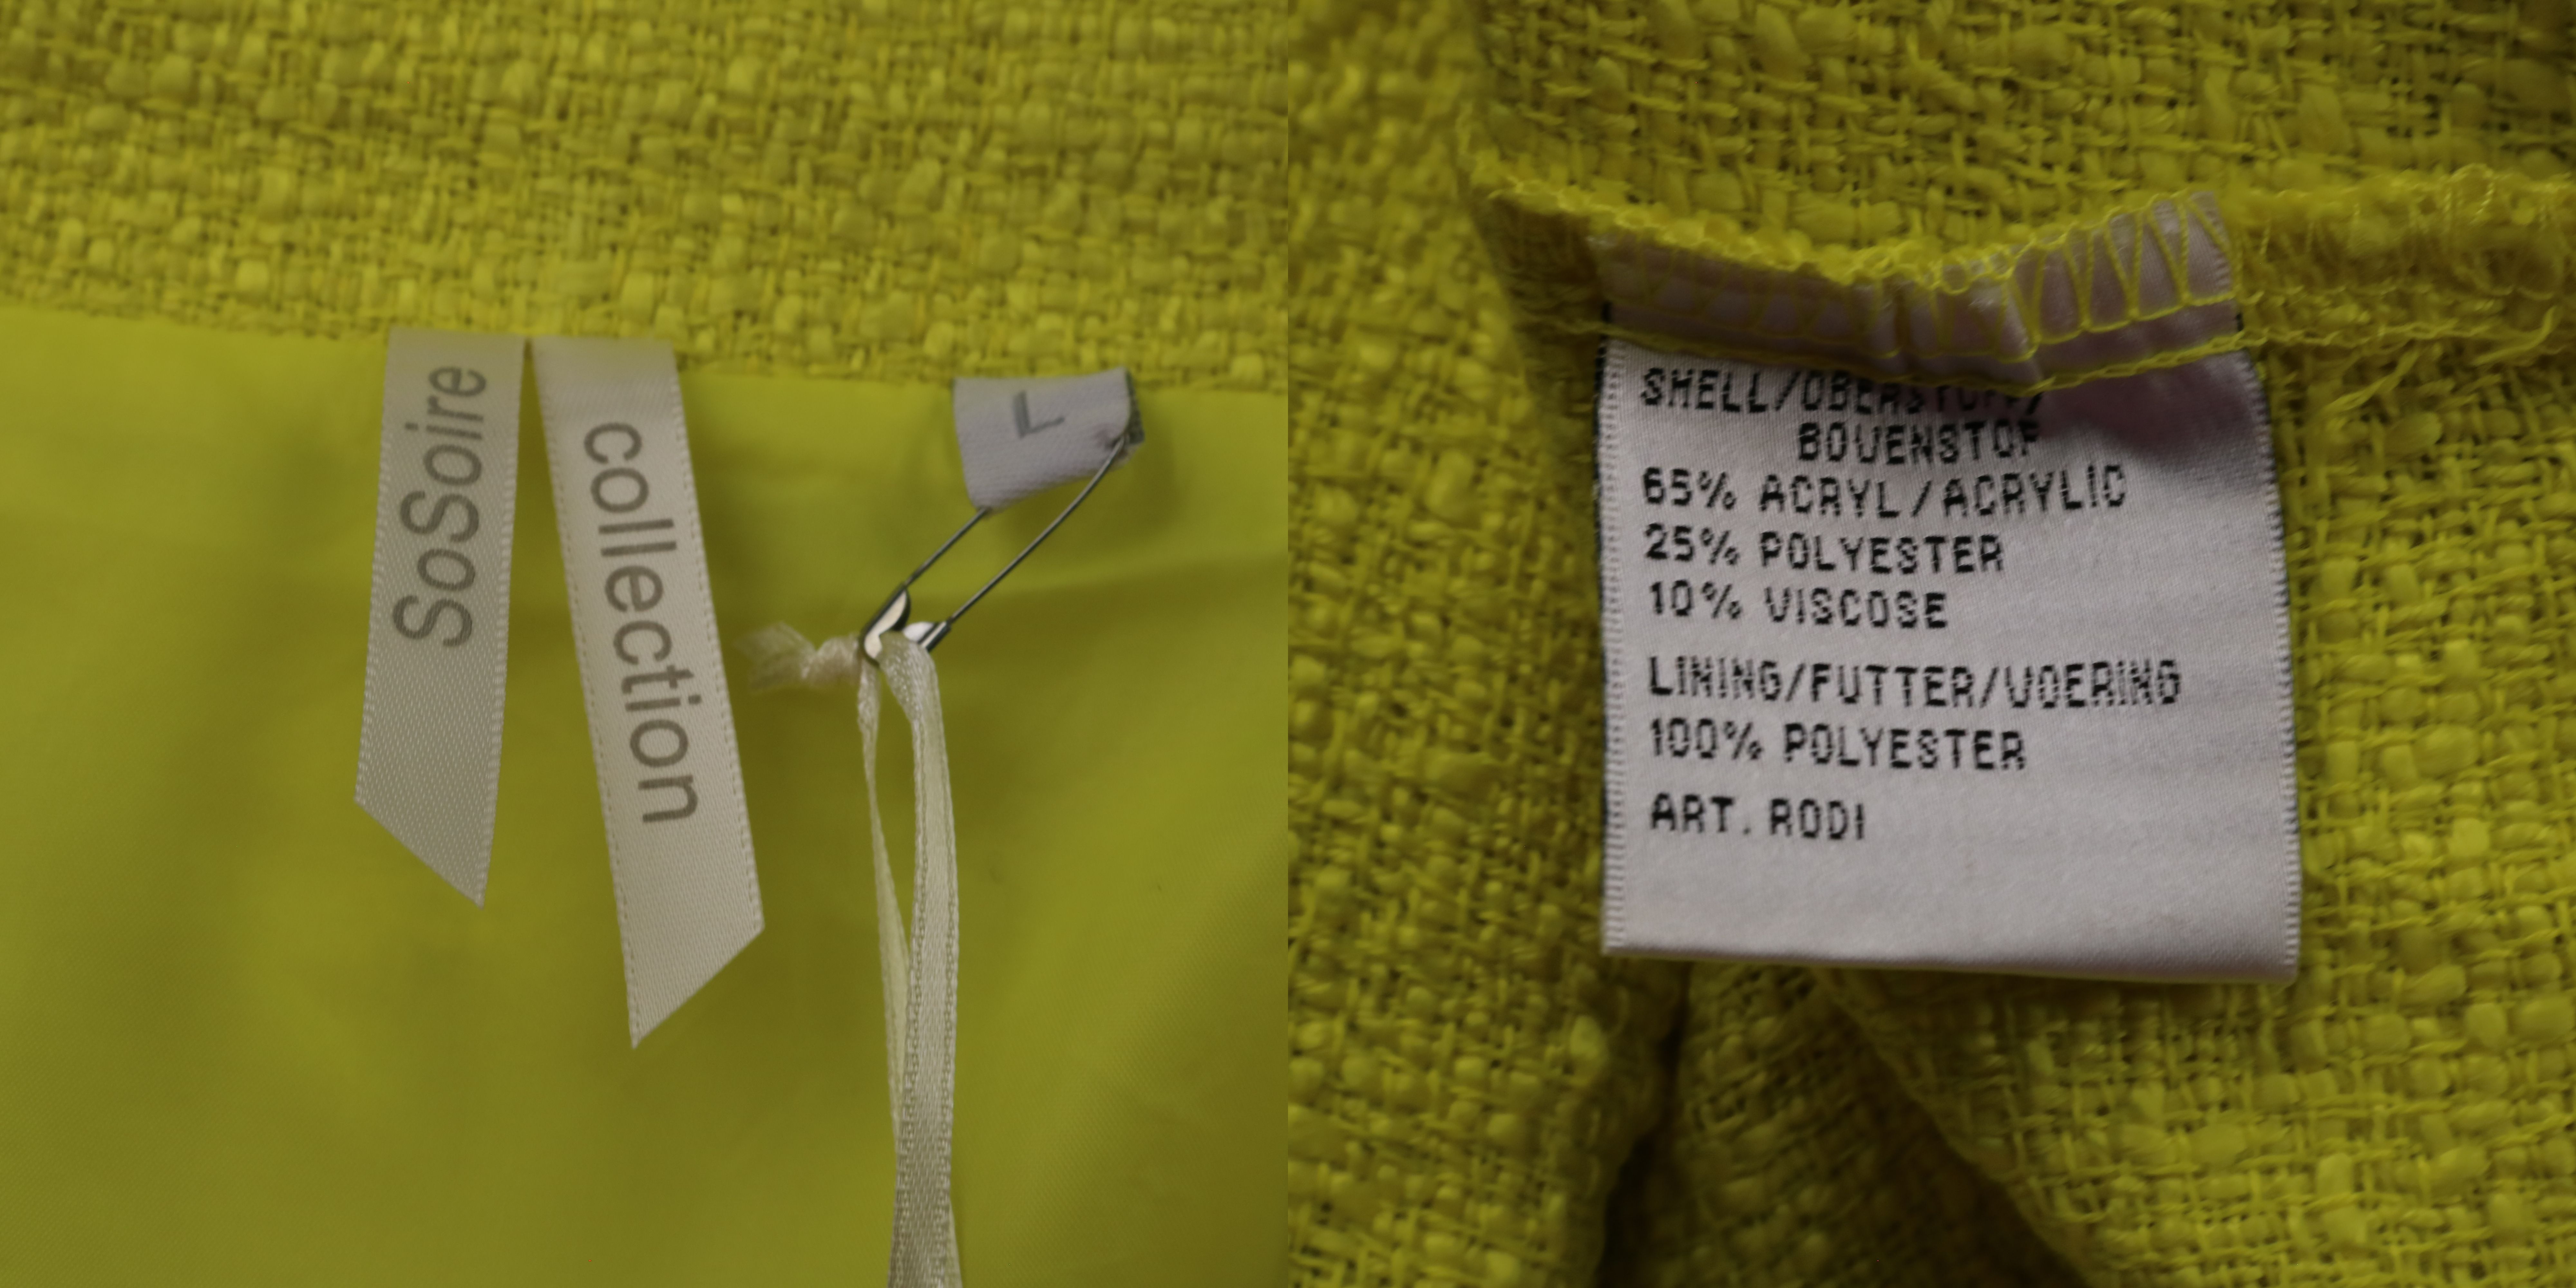 SoSoire
collection
L
SHELL/OBERSTOFF/
BOVENSTOF
65% ACRYL/ACRYLIC
25% POLYESTER
10% VISCOSE
LINING/FUTTER/VOERING
100% POLYESTER
ART. RODI